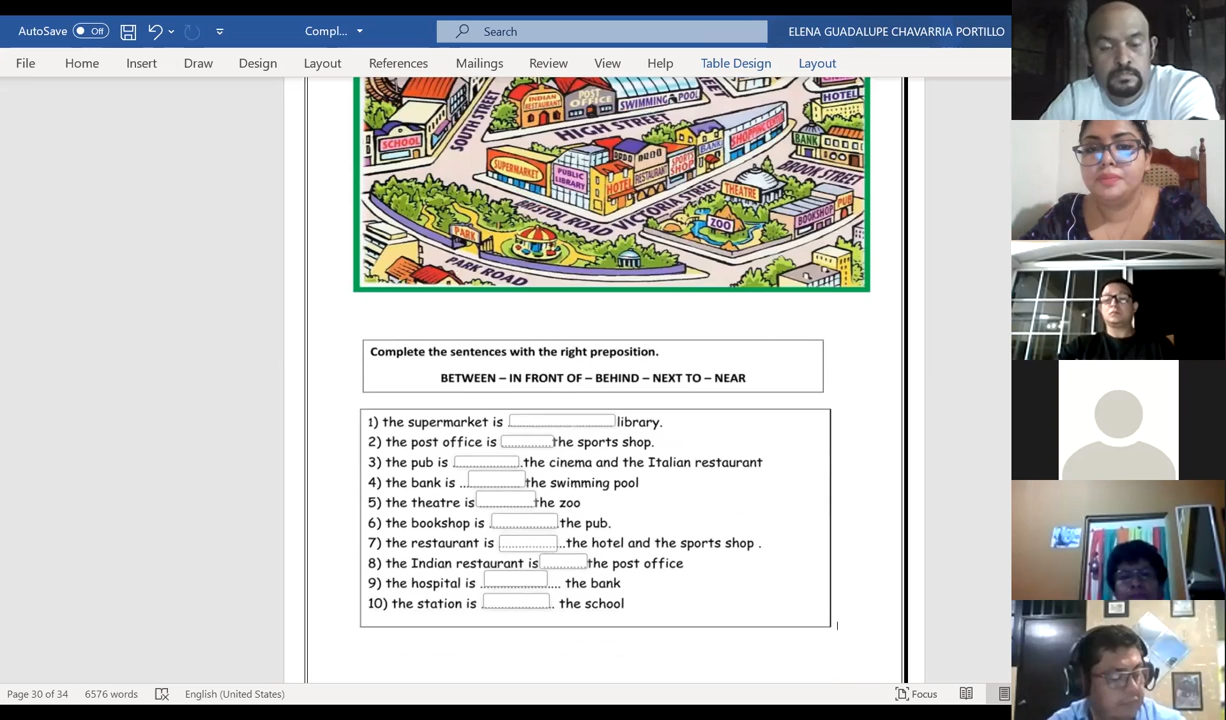 AutoSave Off Compl... Search ELENA GUADALUPE CHAVARRIA PORTILLO
File Home Insert Draw Design Layout References Mailings Review View Help Table Design Layout
INDIAN RESTAURANT
POST OFFICE
SWIMMING POOL
HOTEL
SCHOOL
SOUTH STREET
HIGH STREET
BANK
SHOPPING CENTER
BANK
SUPERMARKET
PUBLIC LIBRARY
HOTEL
RESTAURANT
SPORTS SHOP
BROOK STREET
THEATRE
BRISTOL ROAD
VICTORIA STREET
ZOO
BOOKSHOP
PUB
PARK
PARK ROAD
Complete the sentences with the right preposition.
BETWEEN – IN FRONT OF – BEHIND – NEXT TO – NEAR
1) the supermarket is library.
2) the post office is the sports shop.
3) the pub is the cinema and the Italian restaurant
4) the bank is ... the swimming pool
5) the theatre is the zoo
6) the bookshop is the pub.
7) the restaurant is ...the hotel and the sports shop .
8) the Indian restaurant is the post office
9) the hospital is .... the bank
10) the station is . the school
Page 30 of 34 6576 words English (United States) Focus